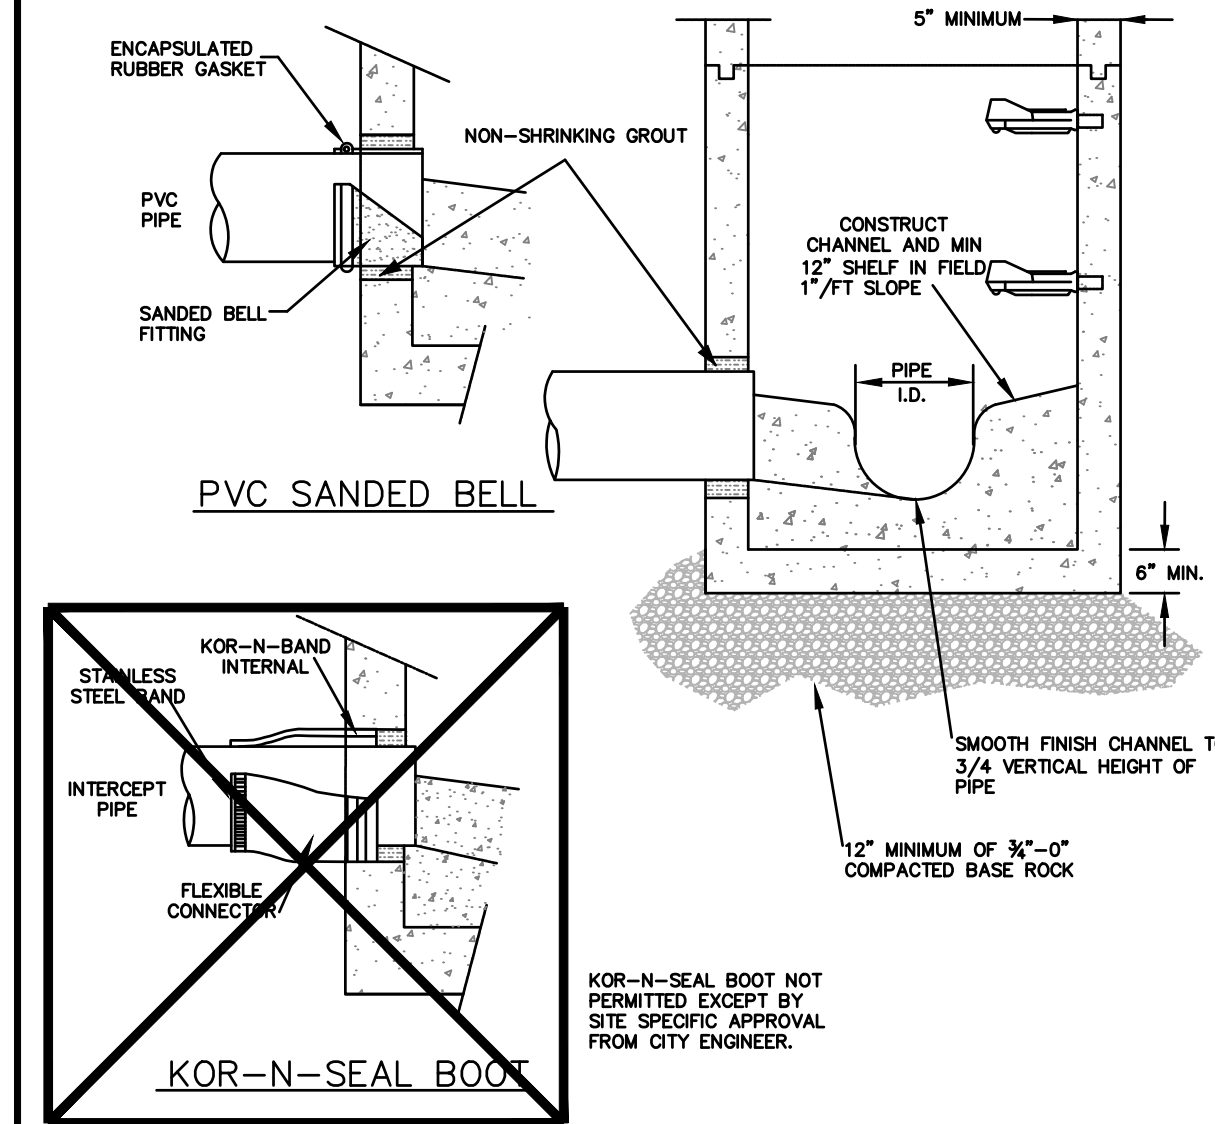 5" MINIMUM
ENCAPSULATED
RUBBER GASKET
NON-SHRINKING GROUT
PVC
PIPE
CONSTRUCT
CHANNEL AND MIN
12" SHELF IN FIELD
1"/FT SLOPE
SANDED BELL
FITTING
PIPE
I.D.
PVC SANDED BELL
6" MIN.
KOR-N-BAND
INTERNAL
STAINLESS
STEEL BAND
INTERCEPT
PIPE
SMOOTH FINISH CHANNEL T
3/4 VERTICAL HEIGHT OF
PIPE
12" MINIMUM OF ¾"-0"
COMPACTED BASE ROCK
FLEXIBLE
CONNECTOR
KOR-N-SEAL BOOT NOT
PERMITTED EXCEPT BY
SITE SPECIFIC APPROVAL
FROM CITY ENGINEER.
KOR-N-SEAL BOOT